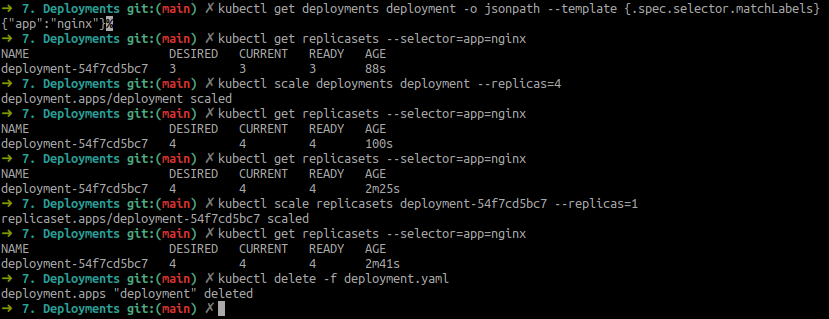 ➜ 7. Deployments git:(main) ✗ kubectl get deployments deployment -o jsonpath --template {.spec.selector.matchLabels}
{"app":"nginx"}%
➜ 7. Deployments git:(main) ✗ kubectl get replicasets --selector=app=nginx
NAME DESIRED CURRENT READY AGE
deployment-54f7cd5bc7 3 3 3 88s
➜ 7. Deployments git:(main) ✗ kubectl scale deployments deployment --replicas=4
deployment.apps/deployment scaled
➜ 7. Deployments git:(main) ✗ kubectl get replicasets --selector=app=nginx
NAME DESIRED CURRENT READY AGE
deployment-54f7cd5bc7 4 4 4 100s
➜ 7. Deployments git:(main) ✗ kubectl get replicasets --selector=app=nginx
NAME DESIRED CURRENT READY AGE
deployment-54f7cd5bc7 4 4 4 2m25s
➜ 7. Deployments git:(main) ✗ kubectl scale replicasets deployment-54f7cd5bc7 --replicas=1
replicaset.apps/deployment-54f7cd5bc7 scaled
➜ 7. Deployments git:(main) ✗ kubectl get replicasets --selector=app=nginx
NAME DESIRED CURRENT READY AGE
deployment-54f7cd5bc7 4 4 4 2m41s
➜ 7. Deployments git:(main) ✗ kubectl delete -f deployment.yaml
deployment.apps "deployment" deleted
➜ 7. Deployments git:(main) ✗